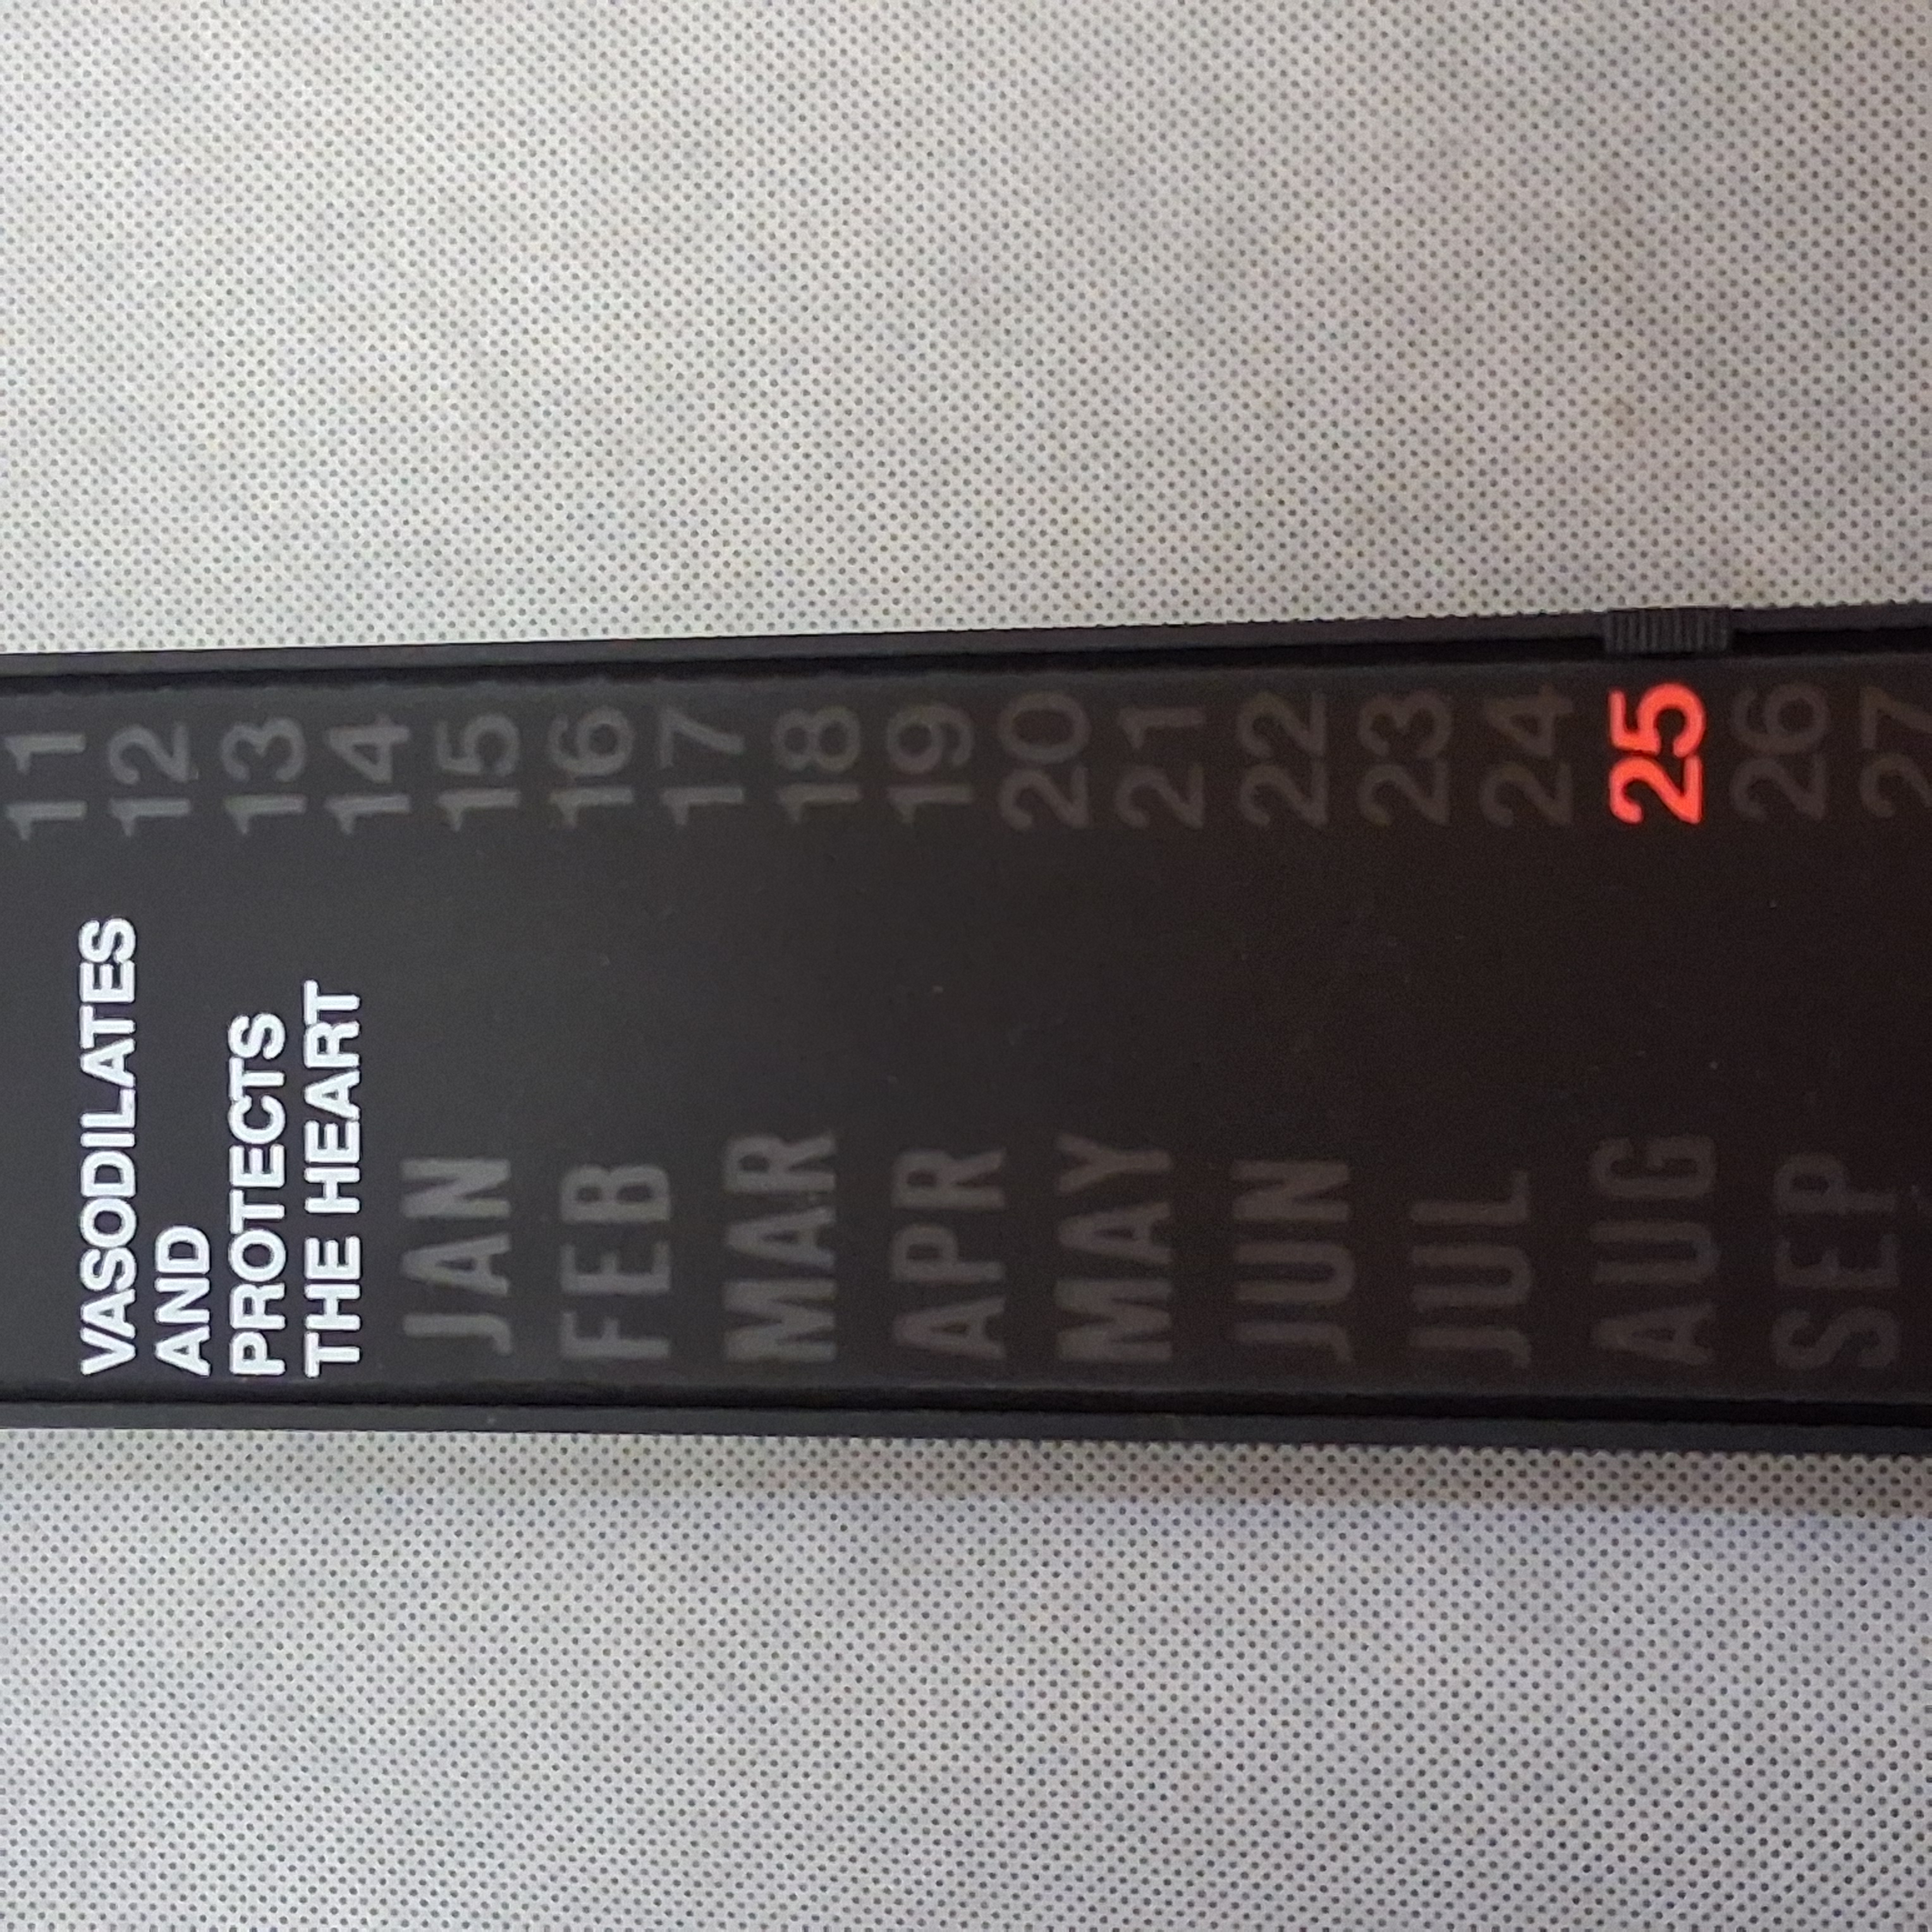 VASODILATES
AND
PROTECTS
THE HEART
JAN
FEB
MAR
APR
MAY
JUN
JUL
AUG
SEP
11
12
13
14
15
16
17
18
19
20
21
22
23
24
25
26
27